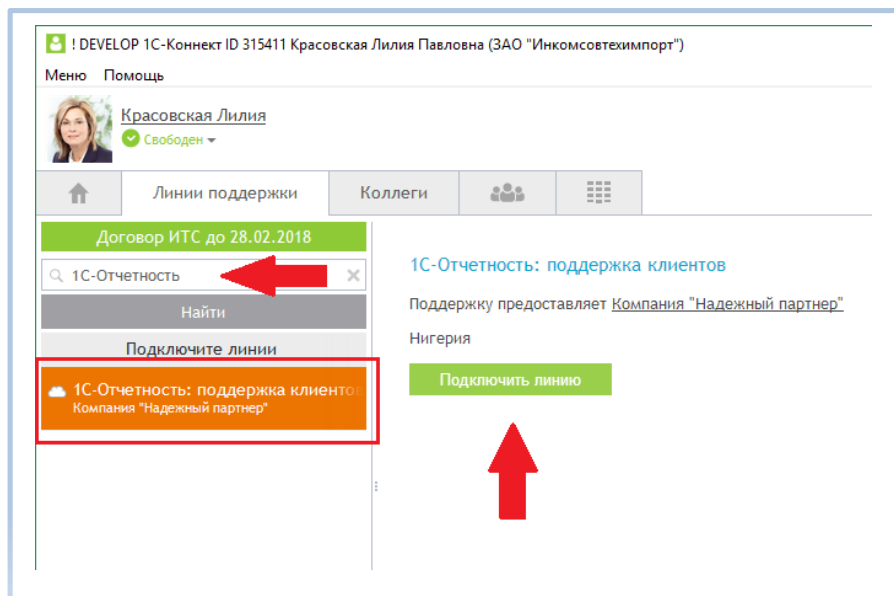 ! DEVELOP 1С-Коннект ID 315411 Красовская Лилия Павловна (ЗАО "Инкомсовтехимпорт")
Меню Помощь
Красовская Лилия
Свободен
Линии поддержки Коллеги
Договор ИТС до 28.02.2018
1С-Отчетность
Найти
Подключите линии
1С-Отчетность: поддержка клиентов
Компания "Надежный партнер"
1С-Отчетность: поддержка клиентов
Поддержку предоставляет Компания "Надежный партнер"
Нигерия
Подключить линию